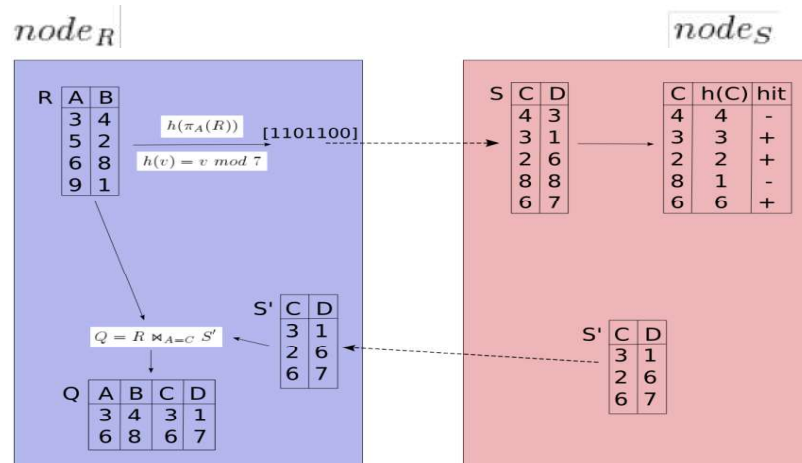 node_R node_S
R A B
3 4
5 2
6 8
9 1
h(π_A(R))
h(v) = v mod 7
[1101100]
S C D
4 3
3 1
2 6
8 8
6 7
C h(C) hit
4 4 -
3 3 +
2 2 +
8 1 -
6 6 +
Q = R ⋈_{A=C} S′
S' C D
3 1
2 6
6 7
S' C D
3 1
2 6
6 7
Q A B C D
3 4 3 1
6 8 6 7